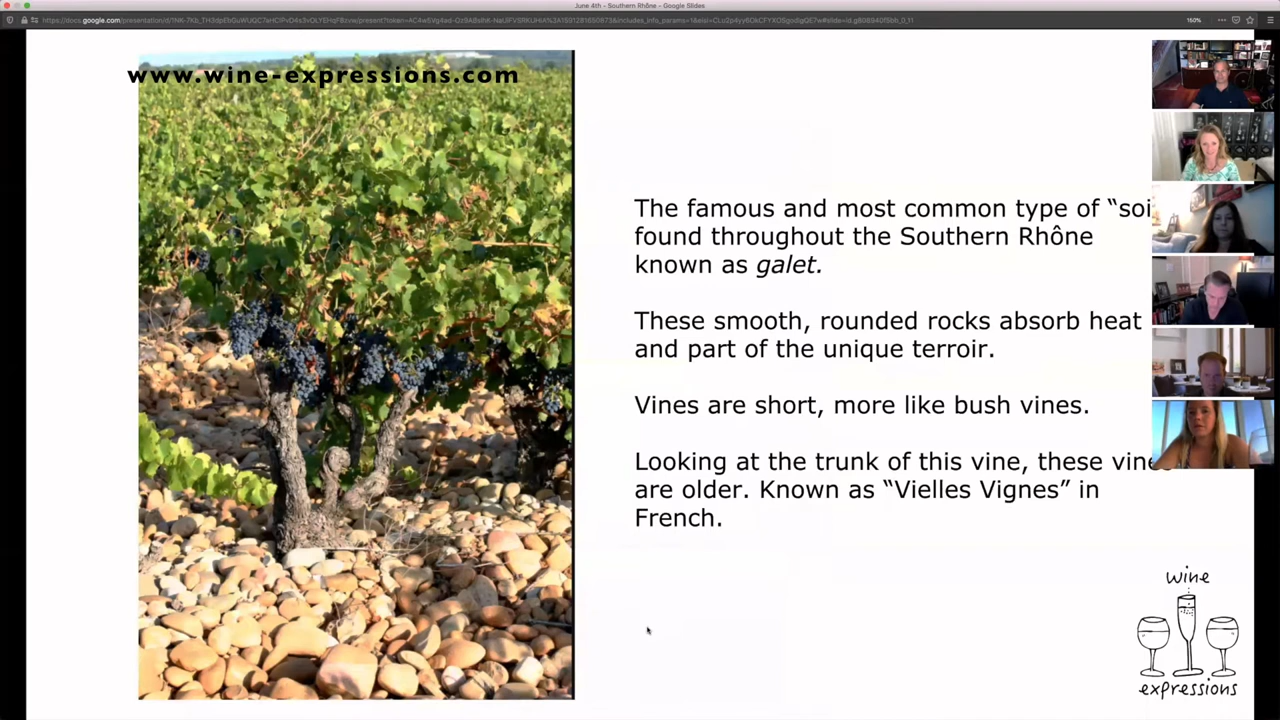 June 4th - Southern Rhône - Google Slides
150%
www.wine-expressions.com
The famous and most common type of “soi
found throughout the Southern Rhône
known as galet.
These smooth, rounded rocks absorb heat
and part of the unique terroir.
Vines are short, more like bush vines.
Looking at the trunk of this vine, these vine
are older. Known as “Vielles Vignes” in
French.
wine
expressions